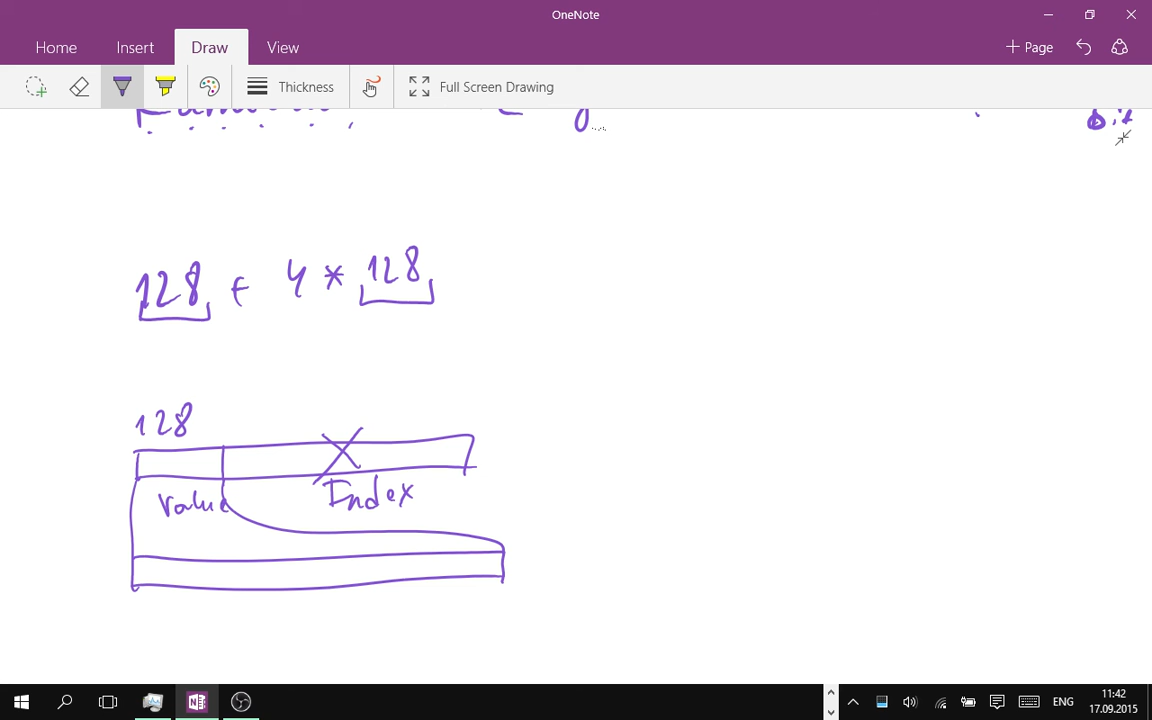 OneNote
Home Insert Draw View + Page
Thickness Full Screen Drawing
128 + 4 * 128
128
Value Index
ENG 11:42
17.09.2015